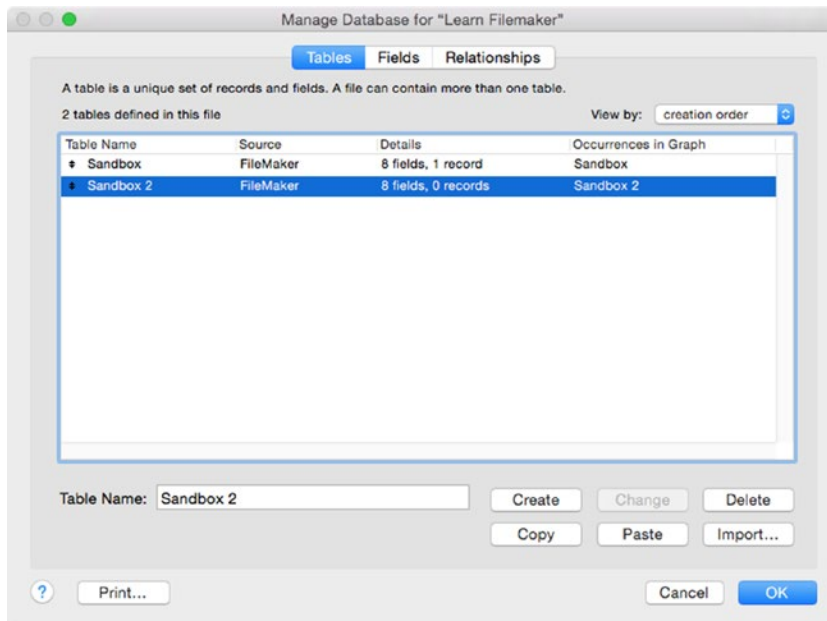 Manage Database for "Learn Filemaker"
Tables Fields Relationships
A table is a unique set of records and fields. A file can contain more than one table.
2 tables defined in this file View by: creation order
Table Name Source Details Occurrences in Graph
Sandbox FileMaker 8 fields, 1 record Sandbox
Sandbox 2 FileMaker 8 fields, 0 records Sandbox 2
Table Name: Sandbox 2 Create Change Delete
Copy Paste Import...
? Print... Cancel OK